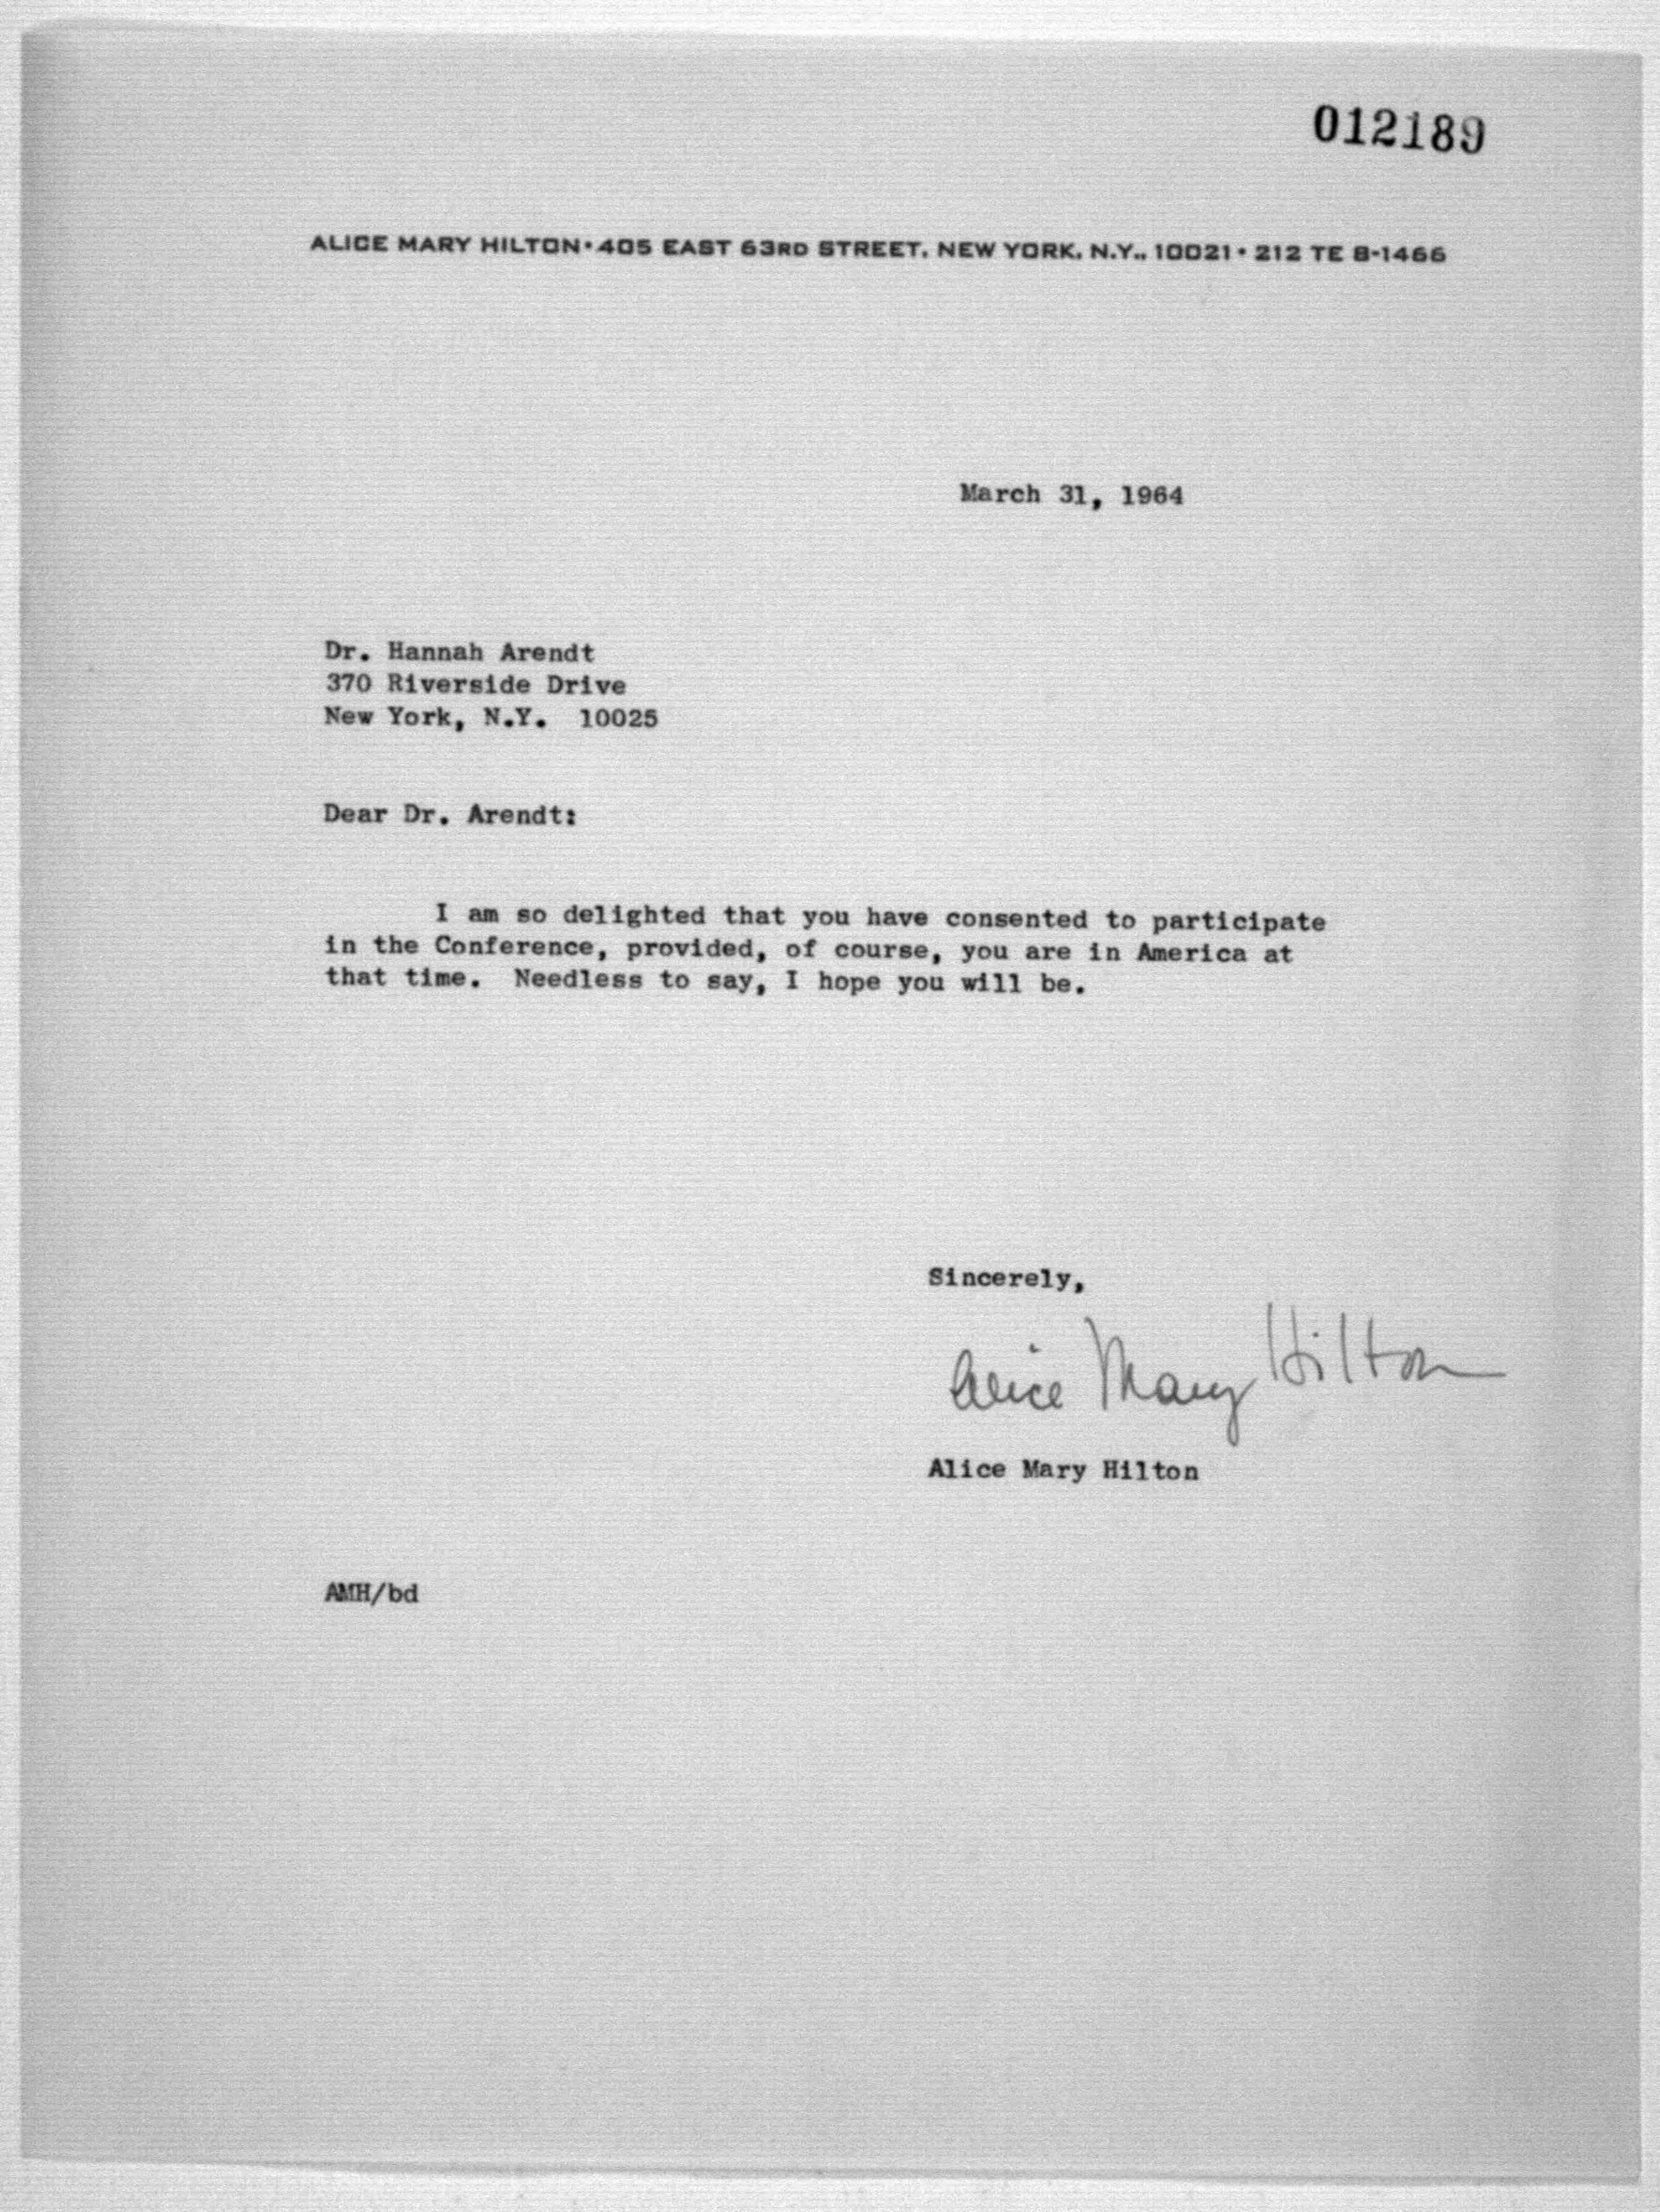 012189
ALICE MARY HILTON • 405 EAST 63RD STREET, NEW YORK, N.Y., 10021 • 212 TE 8-1466
March 31, 1964
Dr. Hannah Arendt
370 Riverside Drive
New York, N.Y. 10025
Dear Dr. Arendt:
I am so delighted that you have consented to participate
in the Conference, provided, of course, you are in America at
that time. Needless to say, I hope you will be.
Sincerely,
Alice Mary Hilton
Alice Mary Hilton
AMH/bd